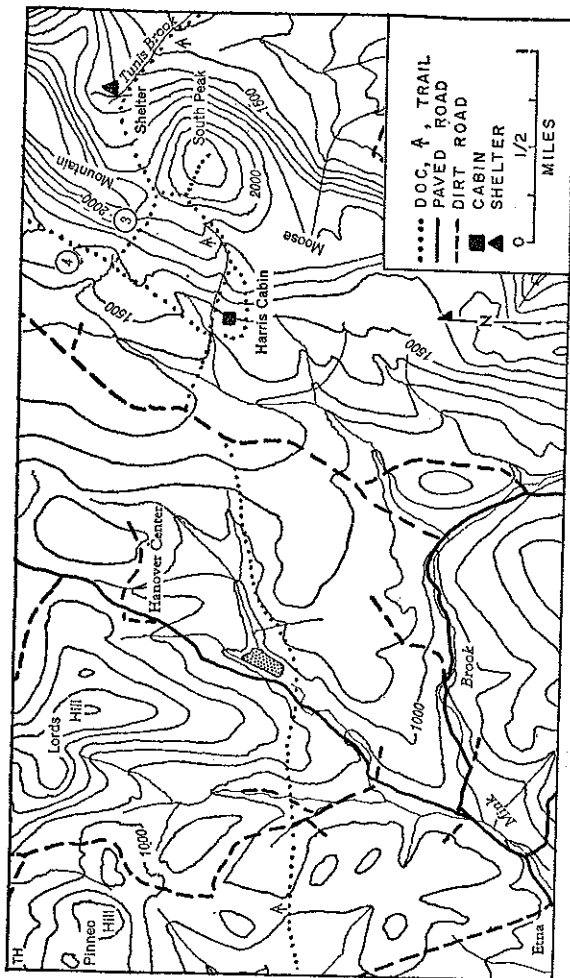 TH
Pinneo
Hill
1000
Lords
Hill
Hanover Center
4
3
Mountain
2000
1500
Tunis Brook
Shelter
1500
South Peak
2000
Harris Cabin
Moose
1500
N
1000
Brook
Mink
Etna
DOC, , TRAIL
PAVED ROAD
DIRT ROAD
CABIN
SHELTER
0 1/2
MILES